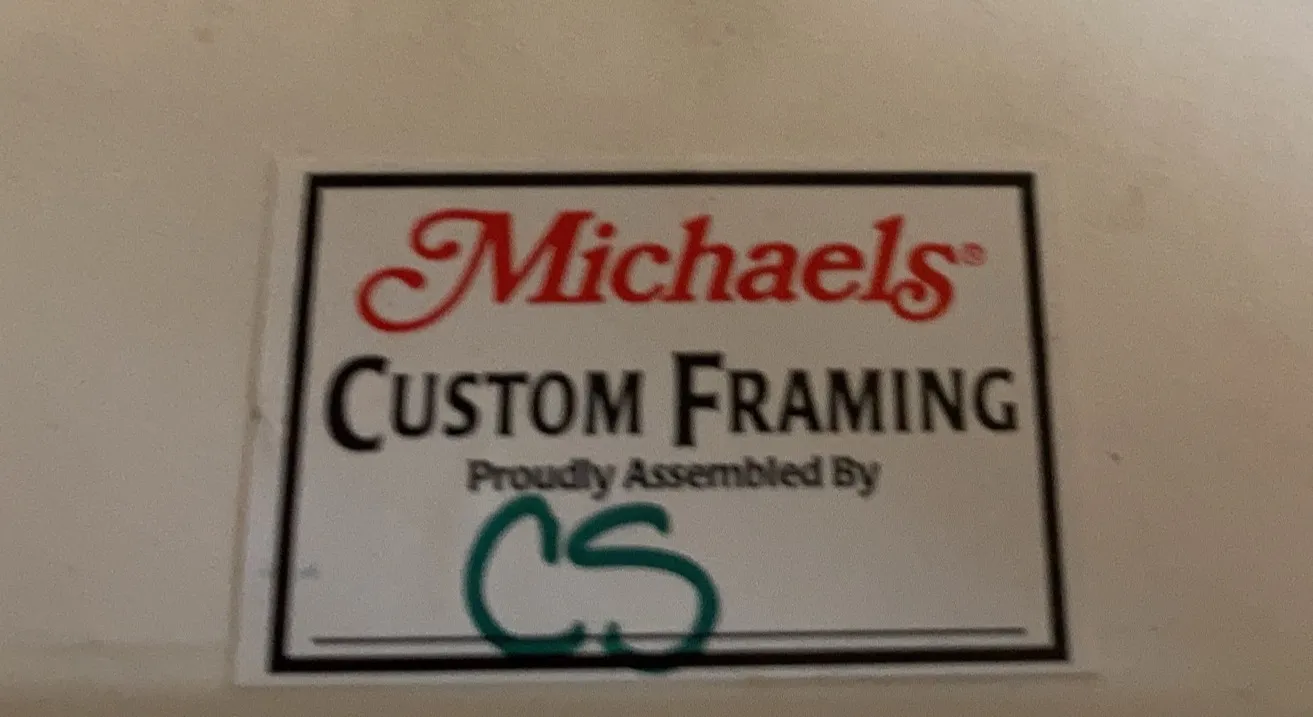 Michaels®
CUSTOM FRAMING
Proudly Assembled By
CS